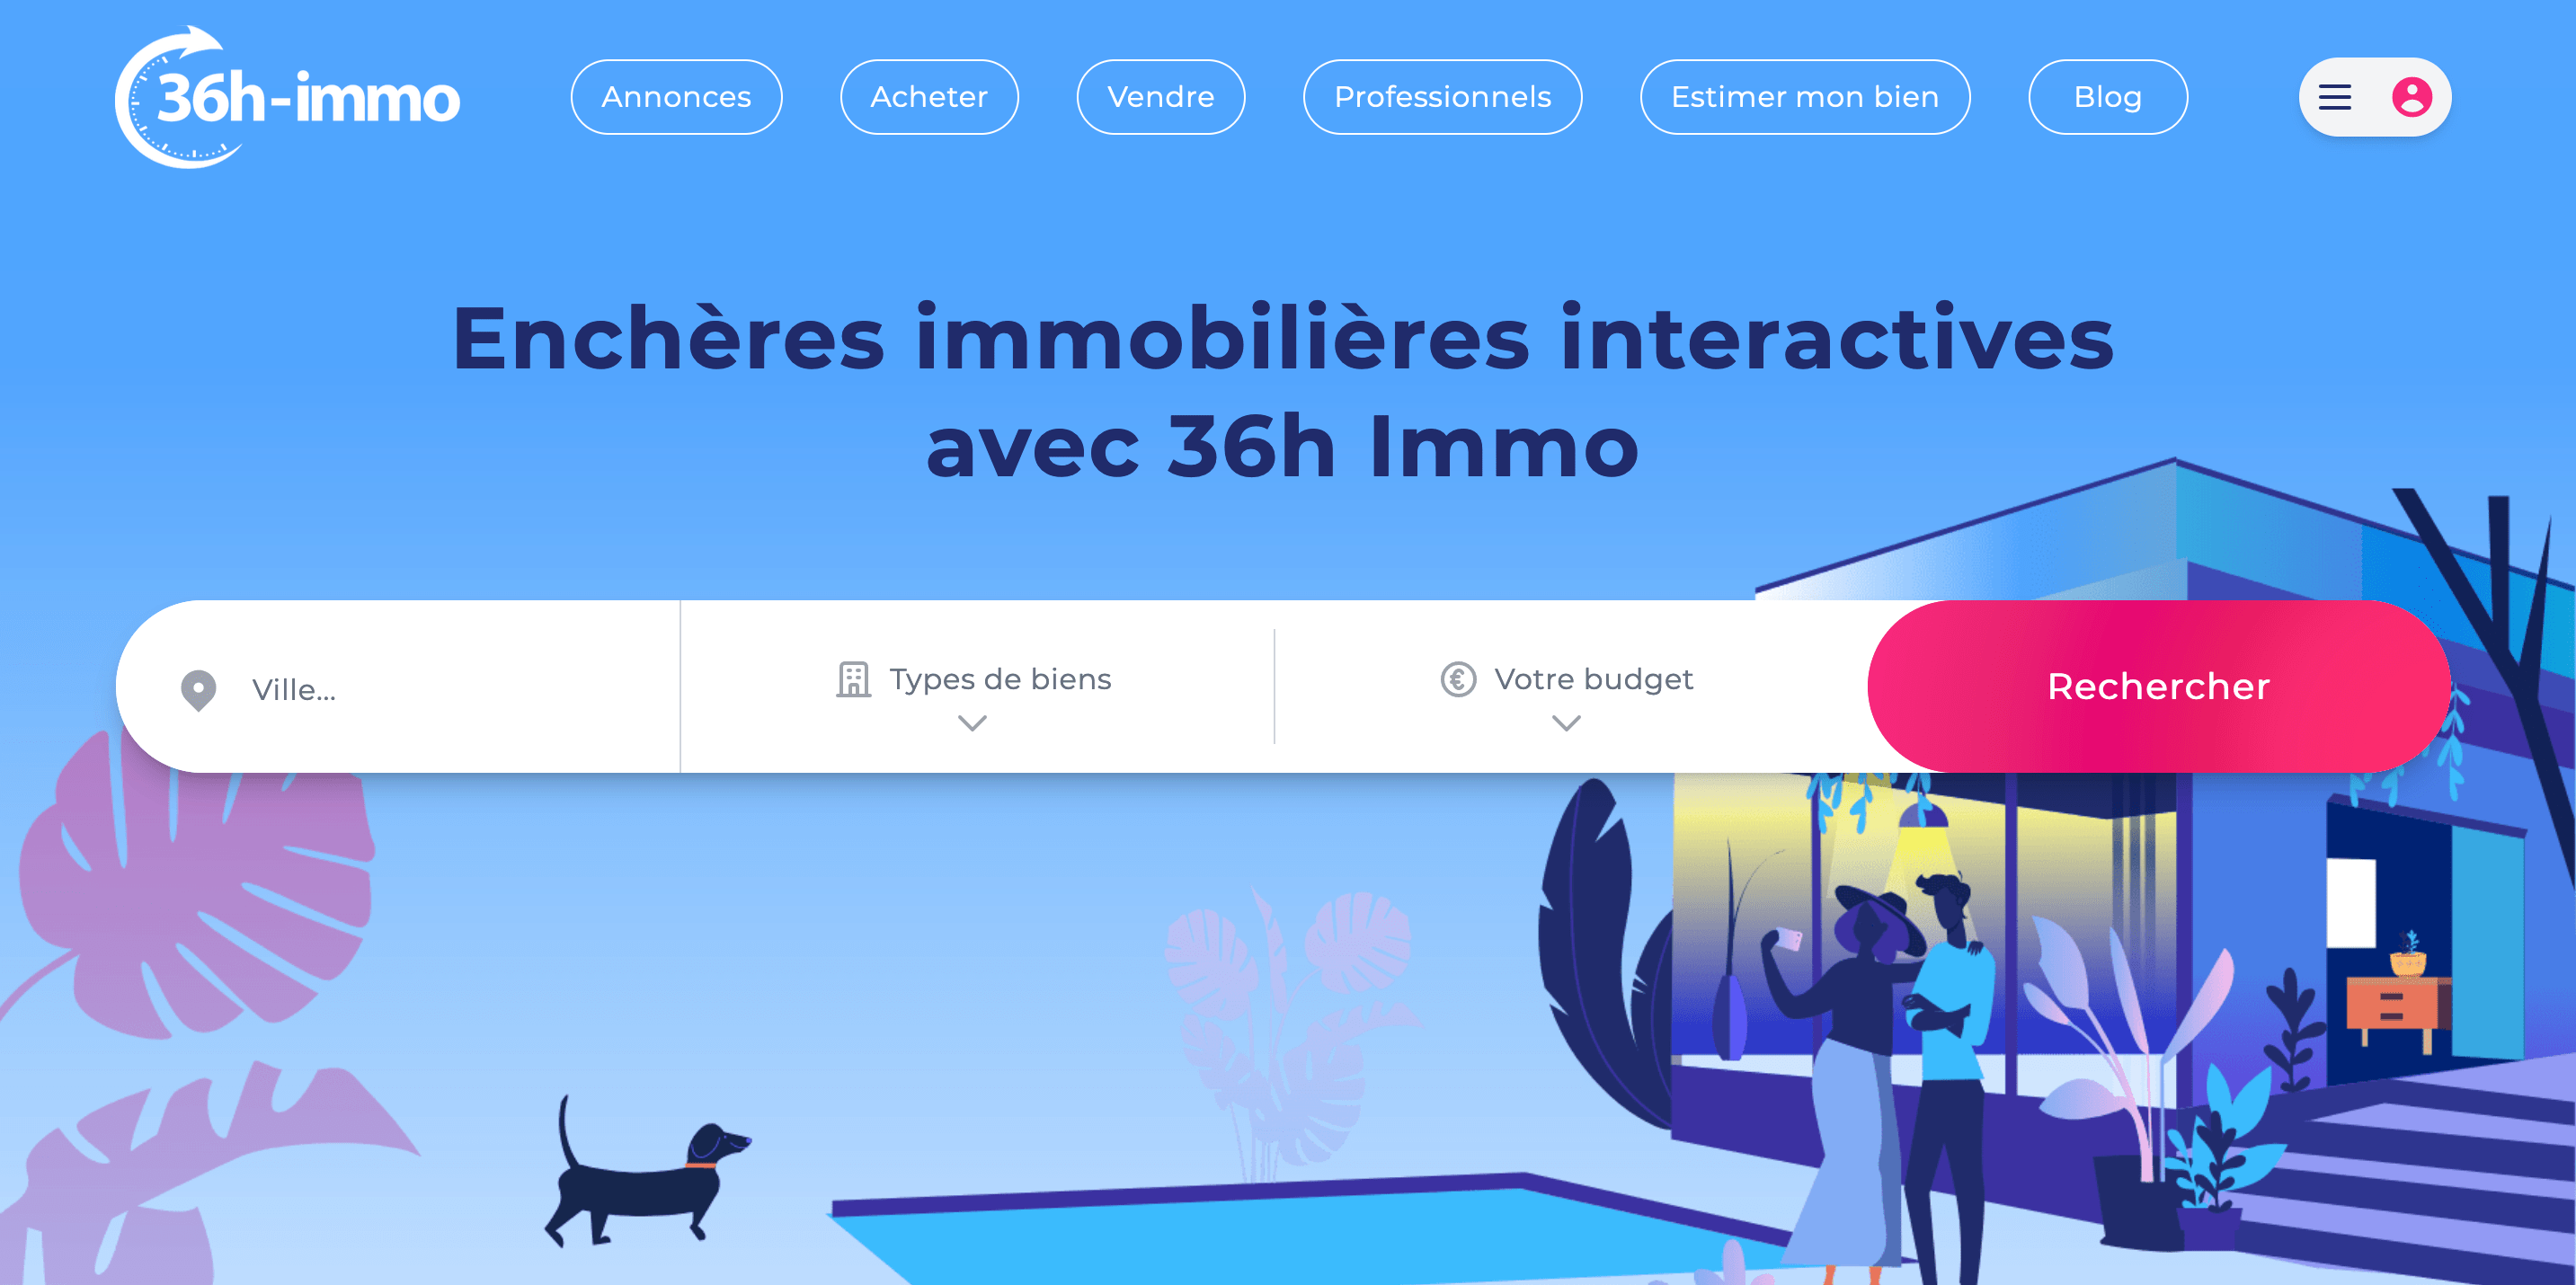 36h-immo
Annonces
Acheter
Vendre
Professionnels
Estimer mon bien
Blog
Enchères immobilières interactives
avec 36h Immo
Ville...
Types de biens
Votre budget
Rechercher